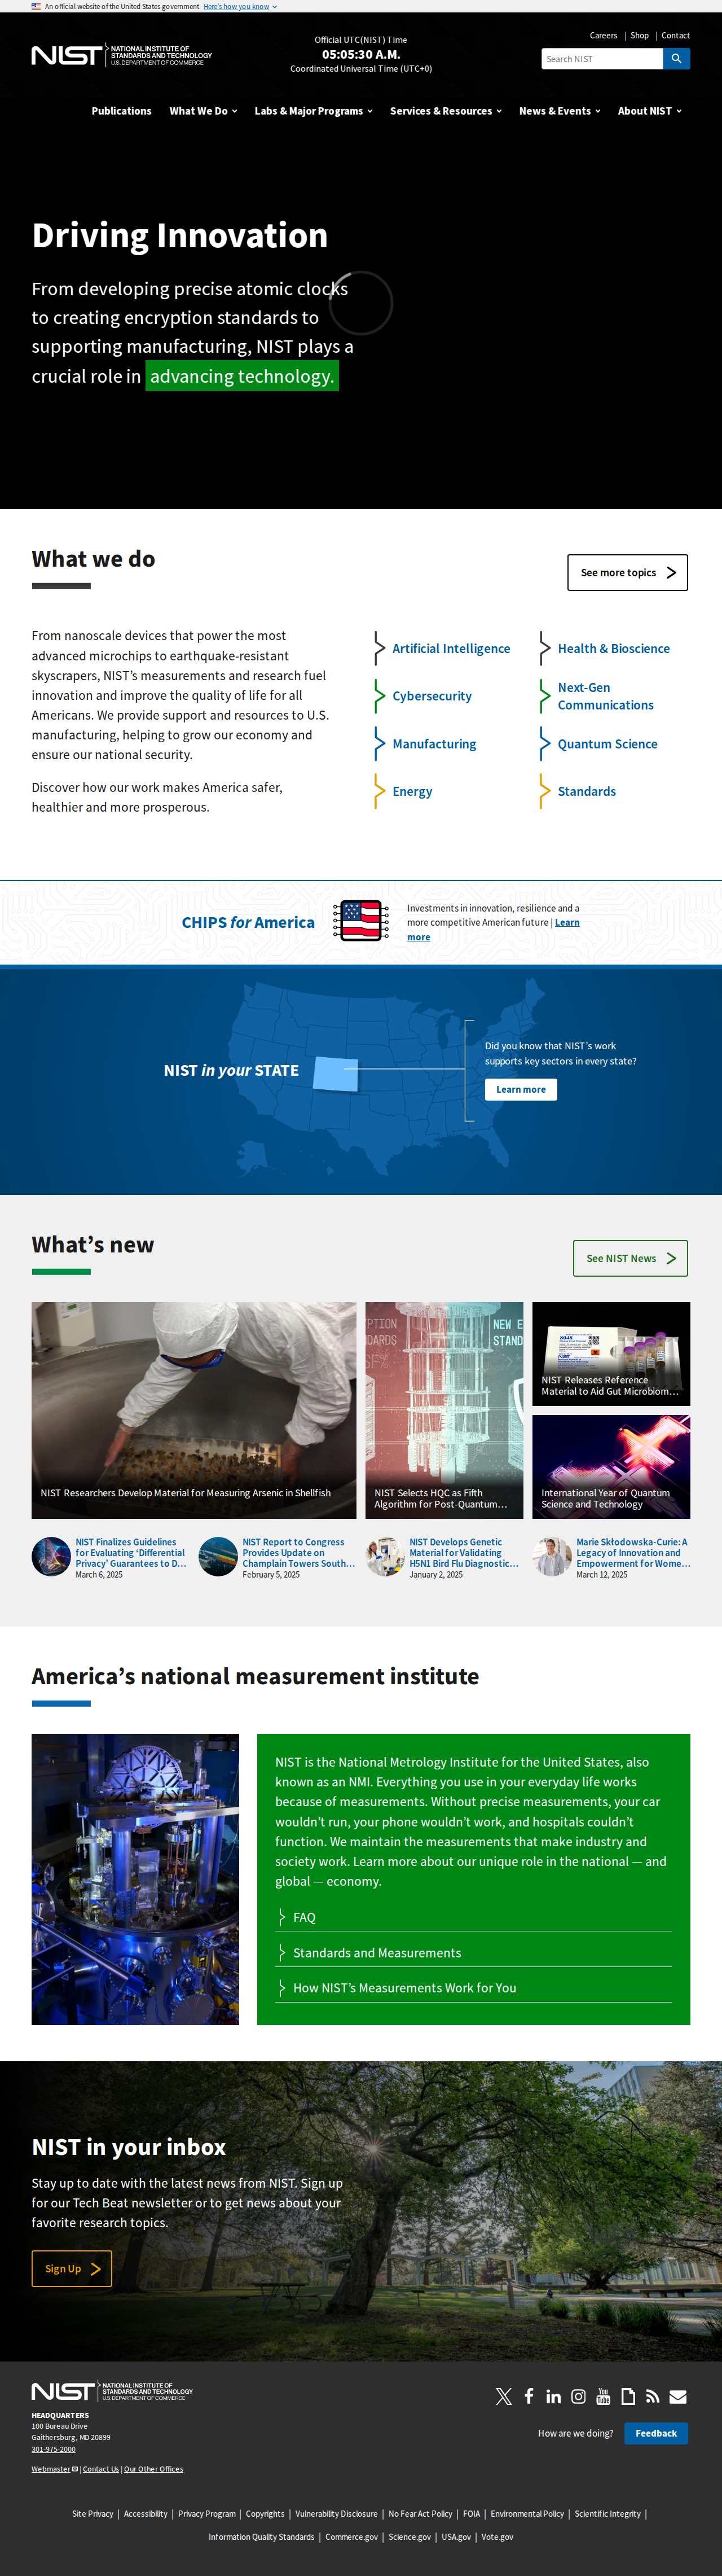 An official website of the United States government Here's how you know
NIST NATIONAL INSTITUTE OF
STANDARDS AND TECHNOLOGY
U.S. DEPARTMENT OF COMMERCE
Official UTC(NIST) Time
05:05:30 A.M.
Coordinated Universal Time (UTC+0)
Careers | Shop | Contact
Search NIST
Publications What We Do Labs & Major Programs Services & Resources News & Events About NIST
Driving Innovation
From developing precise atomic clocks
to creating encryption standards to
supporting manufacturing, NIST plays a
crucial role in advancing technology.
What we do
See more topics
From nanoscale devices that power the most
advanced microchips to earthquake-resistant
skyscrapers, NIST’s measurements and research fuel
innovation and improve the quality of life for all
Americans. We provide support and resources to U.S.
manufacturing, helping to grow our economy and
ensure our national security.
Discover how our work makes America safer,
healthier and more prosperous.
Artificial Intelligence
Cybersecurity
Manufacturing
Energy
Health & Bioscience
Next-Gen
Communications
Quantum Science
Standards
CHIPS for America
Investments in innovation, resilience and a
more competitive American future | Learn
more
NIST in your STATE
Did you know that NIST's work
supports key sectors in every state?
Learn more
What’s new
See NIST News
NIST Researchers Develop Material for Measuring Arsenic in Shellfish
NEW E
STAND
NIST Selects HQC as Fifth
Algorithm for Post-Quantum…
NIST Releases Reference
Material to Aid Gut Microbiom…
International Year of Quantum
Science and Technology
NIST Finalizes Guidelines
for Evaluating ‘Differential
Privacy’ Guarantees to D…
March 6, 2025
NIST Report to Congress
Provides Update on
Champlain Towers South…
February 5, 2025
NIST Develops Genetic
Material for Validating
H5N1 Bird Flu Diagnostic…
January 2, 2025
Marie Skłodowska-Curie: A
Legacy of Innovation and
Empowerment for Wome…
March 12, 2025
America’s national measurement institute
NIST is the National Metrology Institute for the United States, also
known as an NMI. Everything you use in your everyday life works
because of measurements. Without precise measurements, your car
wouldn’t run, your phone wouldn’t work, and hospitals couldn’t
function. We maintain the measurements that make industry and
society work. Learn more about our unique role in the national — and
global — economy.
FAQ
Standards and Measurements
How NIST’s Measurements Work for You
NIST in your inbox
Stay up to date with the latest news from NIST. Sign up
for our Tech Beat newsletter or to get news about your
favorite research topics.
Sign Up
NIST NATIONAL INSTITUTE OF
STANDARDS AND TECHNOLOGY
U.S. DEPARTMENT OF COMMERCE
HEADQUARTERS
100 Bureau Drive
Gaithersburg, MD 20899
301-975-2000
Webmaster | Contact Us | Our Other Offices
You
Tube
How are we doing? Feedback
Site Privacy | Accessibility | Privacy Program | Copyrights | Vulnerability Disclosure | No Fear Act Policy | FOIA | Environmental Policy | Scientific Integrity |
Information Quality Standards | Commerce.gov | Science.gov | USA.gov | Vote.gov